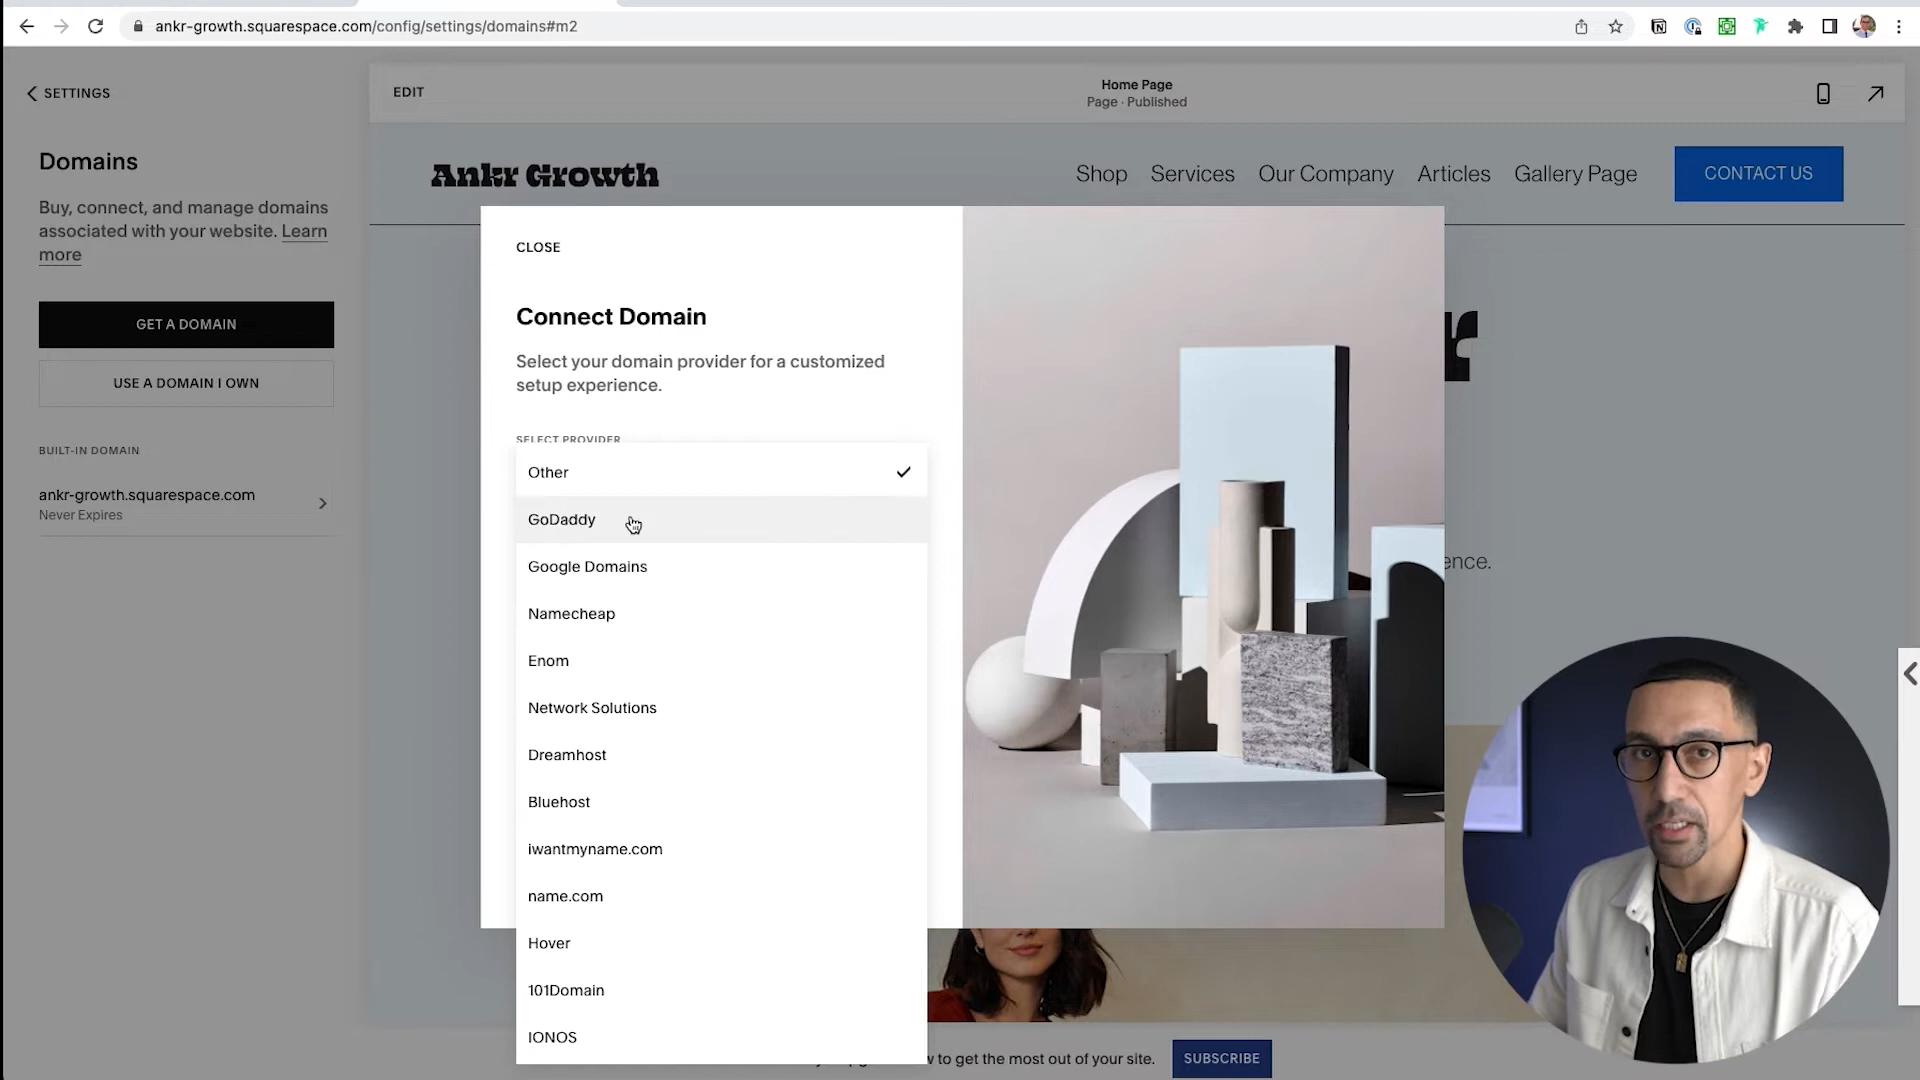 ankr-growth.squarespace.com/config/settings/domains#m2
SETTINGS
EDIT
Home Page
Page · Published
Domains
Buy, connect, and manage domains
associated with your website. Learn
more
GET A DOMAIN
USE A DOMAIN I OWN
BUILT-IN DOMAIN
ankr-growth.squarespace.com
Never Expires
Ankr Growth
Shop
Services
Our Company
Articles
Gallery Page
CONTACT US
CLOSE
Connect Domain
Select your domain provider for a customized
setup experience.
SELECT PROVIDER
Other
GoDaddy
Google Domains
Namecheap
Enom
Network Solutions
Dreamhost
Bluehost
iwantmyname.com
name.com
Hover
101Domain
IONOS
to get the most out of your site.
SUBSCRIBE